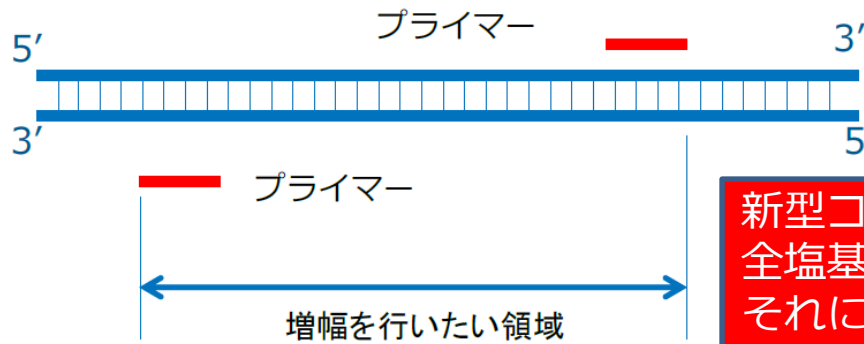 プライマー
5′
3′
3′
5
プライマー
新型コ
全塩基
それに
増幅を行いたい領域